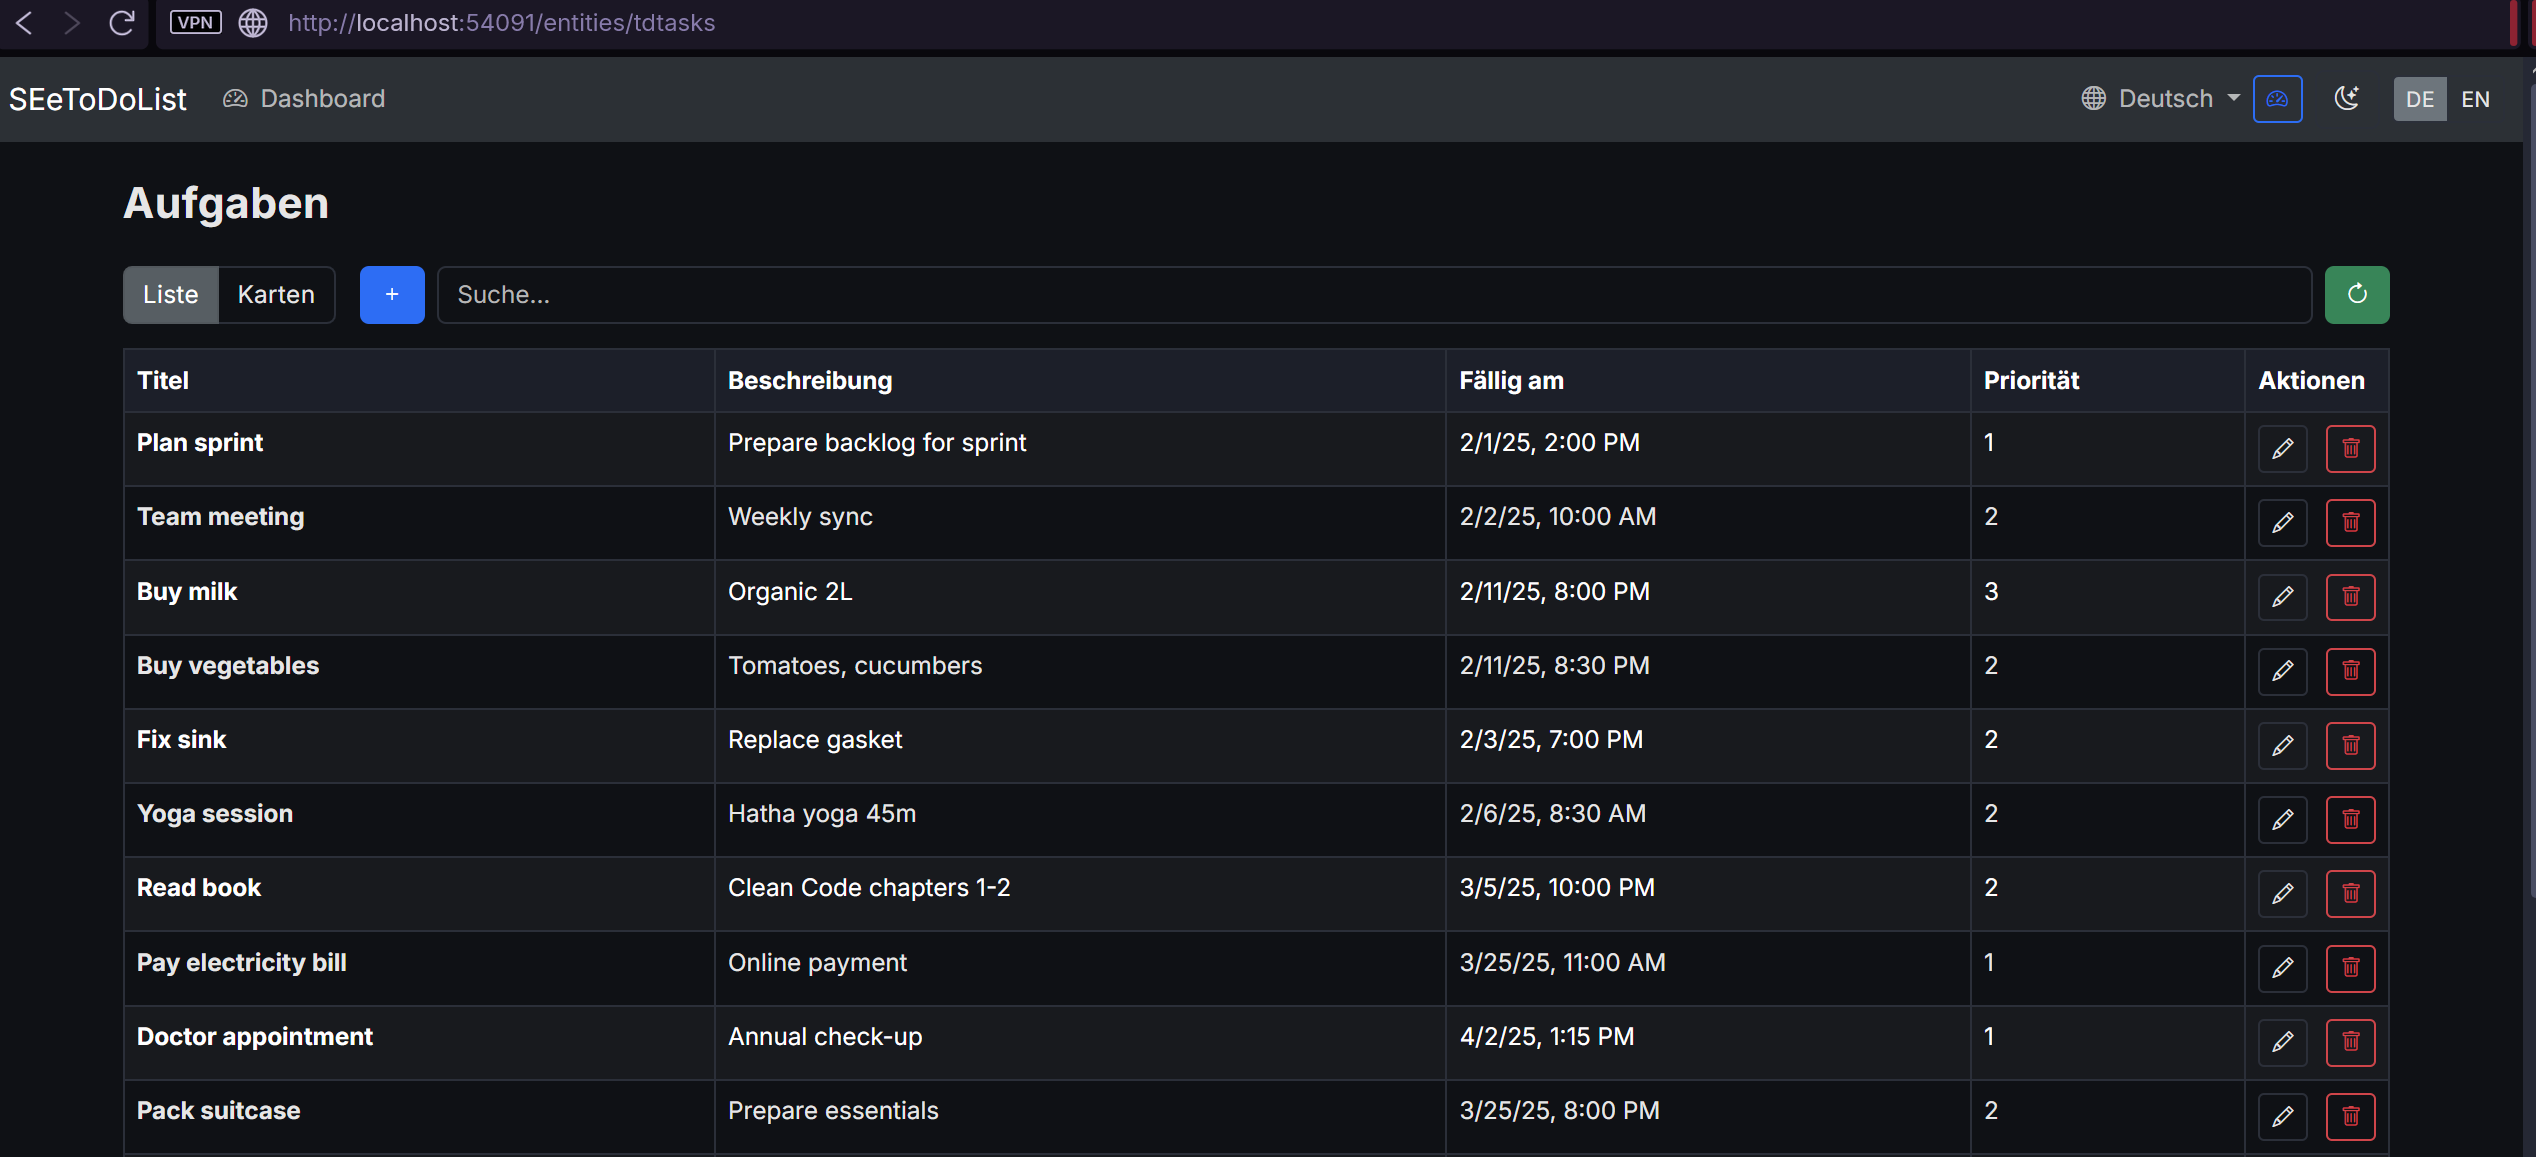 VPN http://localhost:54091/entities/tdtasks
SEeToDoList Dashboard Deutsch DE EN
Aufgaben
Liste Karten + Suche...
Titel Beschreibung Fällig am Priorität Aktionen
Plan sprint Prepare backlog for sprint 2/1/25, 2:00 PM 1
Team meeting Weekly sync 2/2/25, 10:00 AM 2
Buy milk Organic 2L 2/11/25, 8:00 PM 3
Buy vegetables Tomatoes, cucumbers 2/11/25, 8:30 PM 2
Fix sink Replace gasket 2/3/25, 7:00 PM 2
Yoga session Hatha yoga 45m 2/6/25, 8:30 AM 2
Read book Clean Code chapters 1-2 3/5/25, 10:00 PM 2
Pay electricity bill Online payment 3/25/25, 11:00 AM 1
Doctor appointment Annual check-up 4/2/25, 1:15 PM 1
Pack suitcase Prepare essentials 3/25/25, 8:00 PM 2